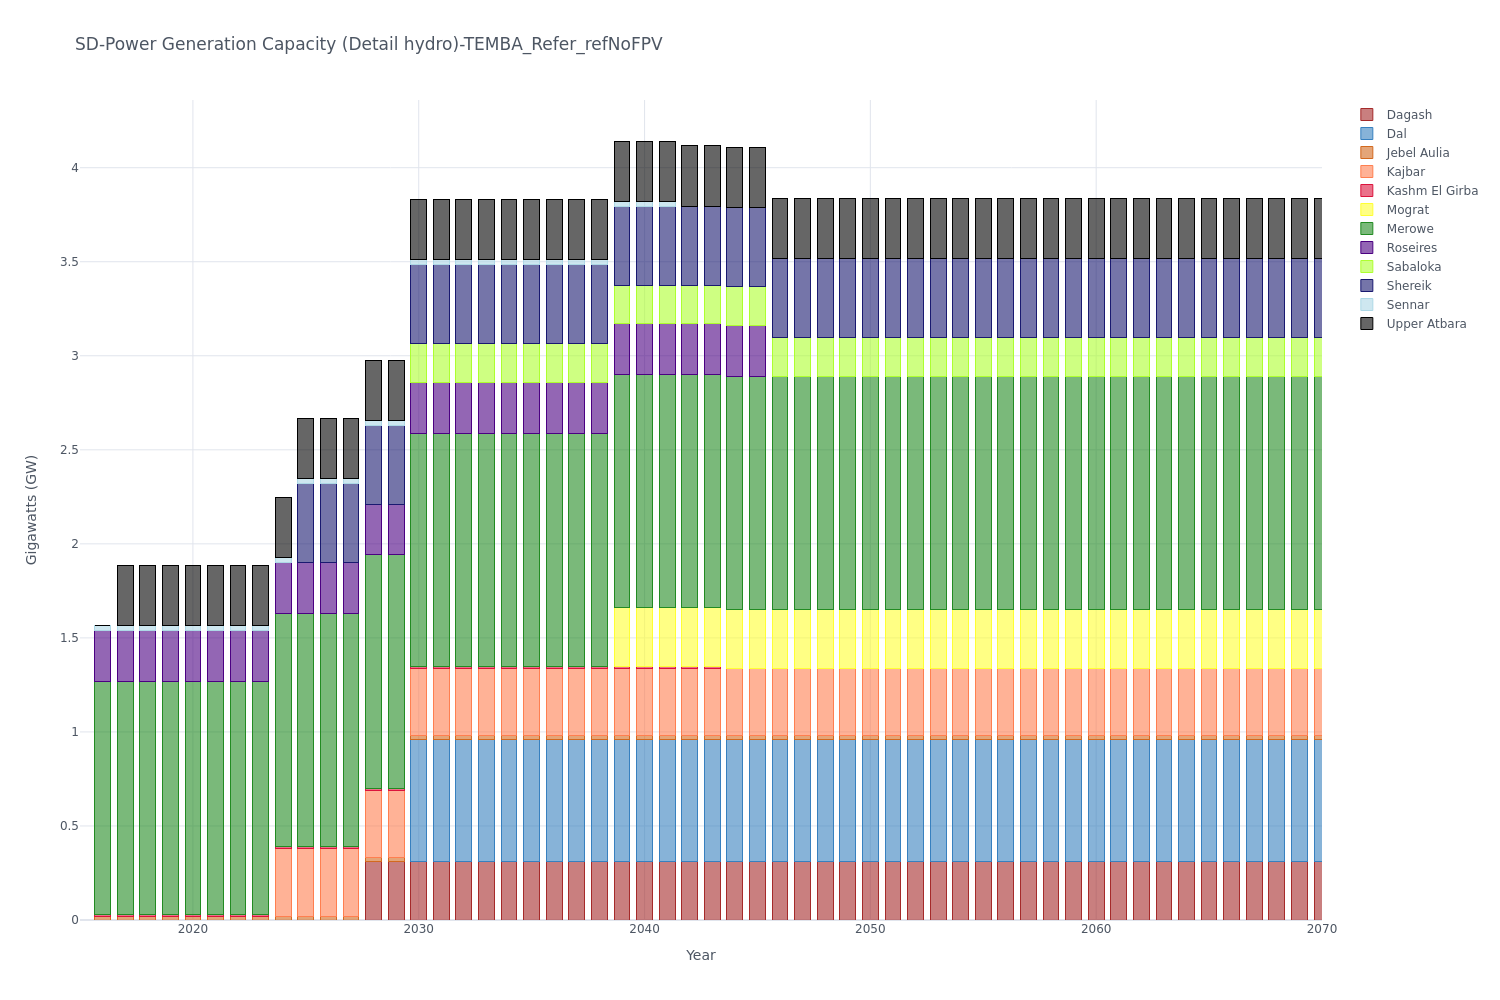 SD-Power Generation Capacity (Detail hydro)-TEMBA_Refer_refNoFPV
Dagash
Dal
Jebel Aulia
Kajbar
Kashm El Girba
Mograt
Merowe
Roseires
Sabaloka
Shereik
Sennar
Upper Atbara
4
3.5
3
2.5
2
1.5
1
0.5
0
Gigawatts (GW)
2020 2030 2040 2050 2060 2070
Year